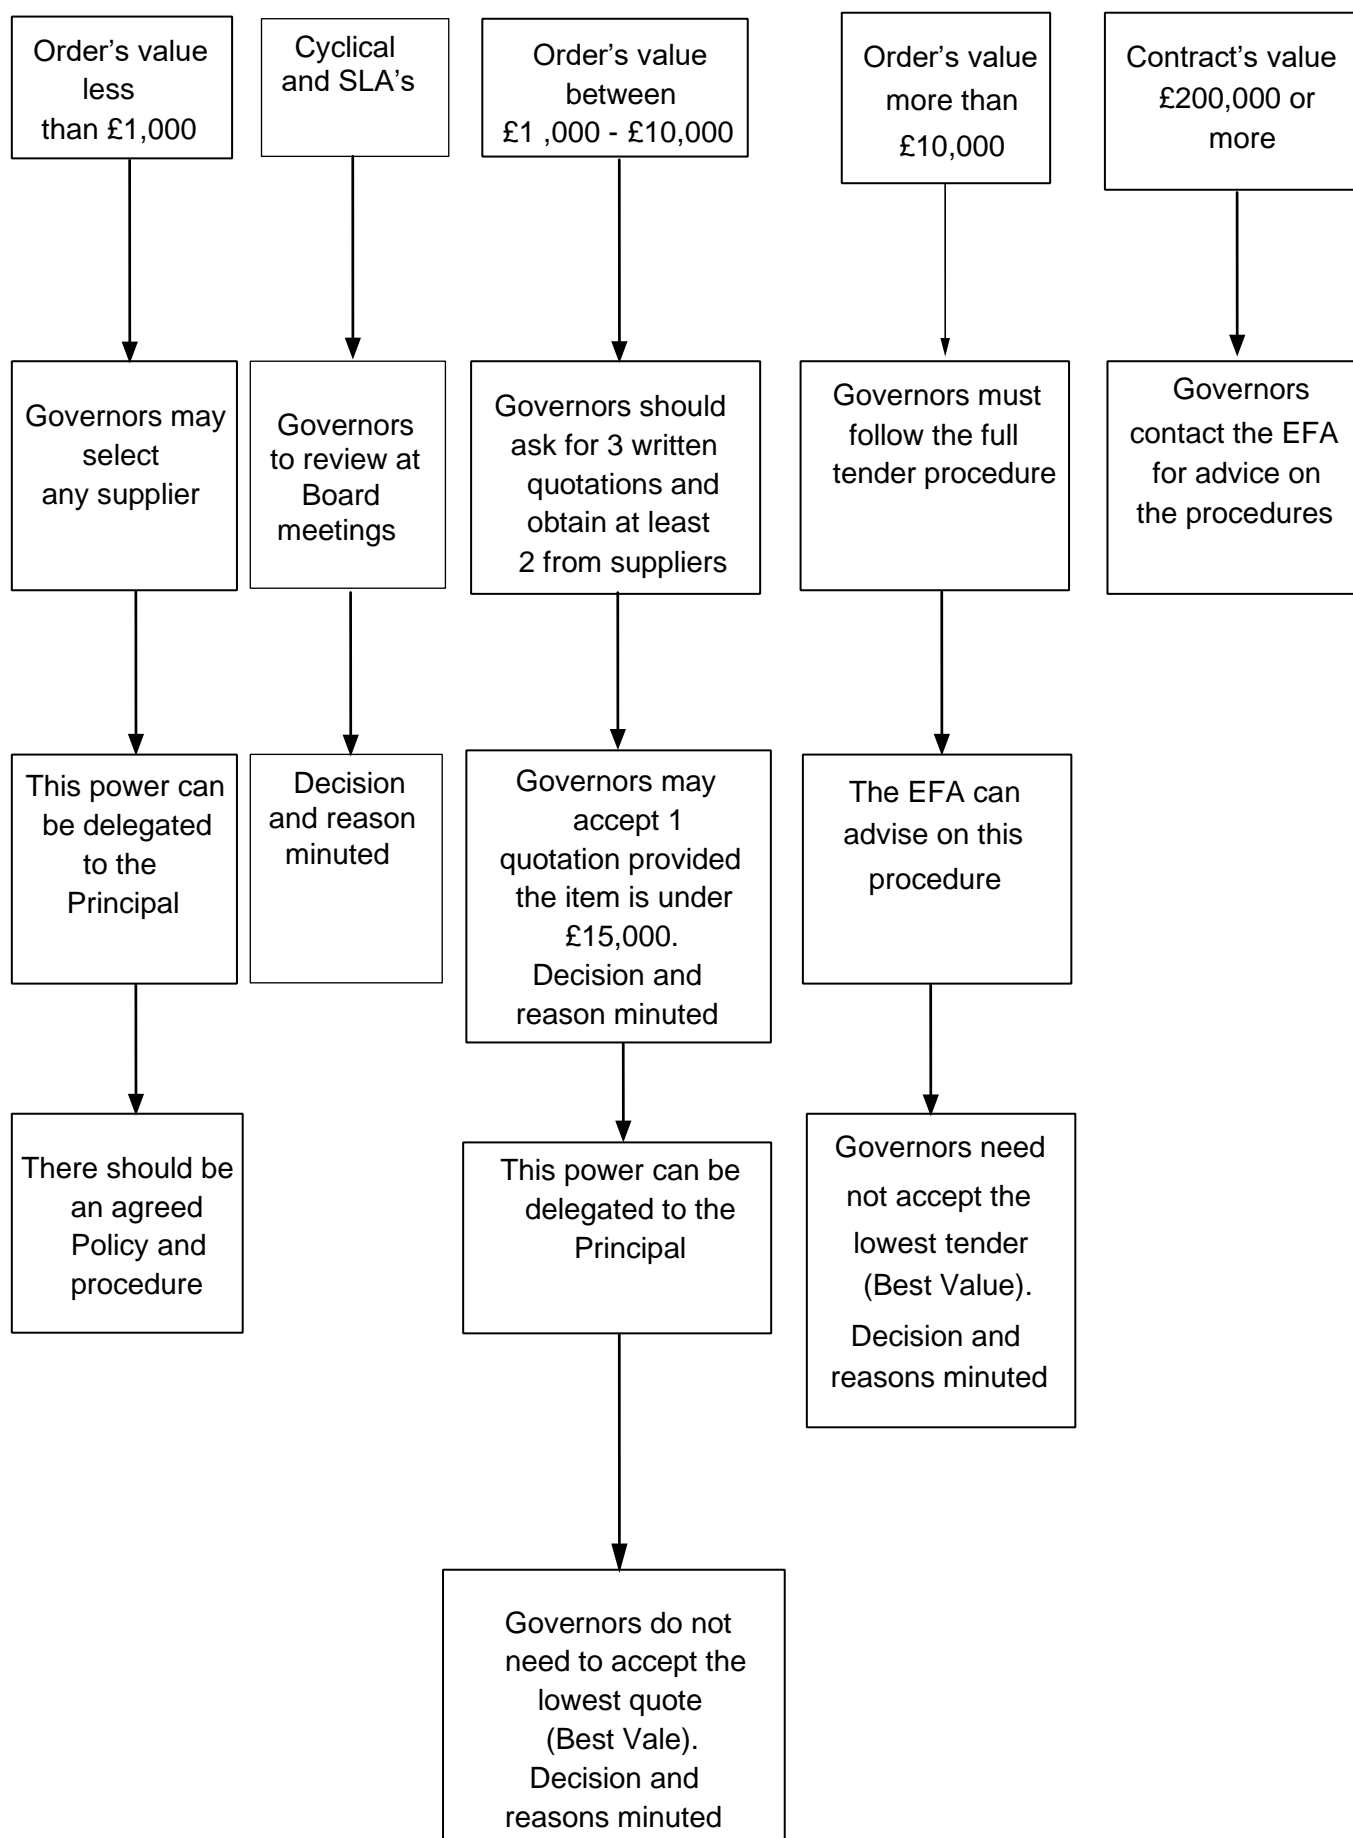 Order’s value
less
than £1,000
Cyclical
and SLA’s
Order’s value
between
£1 ,000 - £10,000
Order’s value
more than
£10,000
Contract’s value
£200,000 or
more
Governors may
select
any supplier
Governors
to review at
Board
meetings
Governors should
ask for 3 written
quotations and
obtain at least
2 from suppliers
Governors must
follow the full
tender procedure
Governors
contact the EFA
for advice on
the procedures
This power can
be delegated
to the
Principal
Decision
and reason
minuted
Governors may
accept 1
quotation provided
the item is under
£15,000.
Decision and
reason minuted
The EFA can
advise on this
procedure
There should be
an agreed
Policy and
procedure
This power can be
delegated to the
Principal
Governors need
not accept the
lowest tender
(Best Value).
Decision and
reasons minuted
Governors do not
need to accept the
lowest quote
(Best Vale).
Decision and
reasons minuted